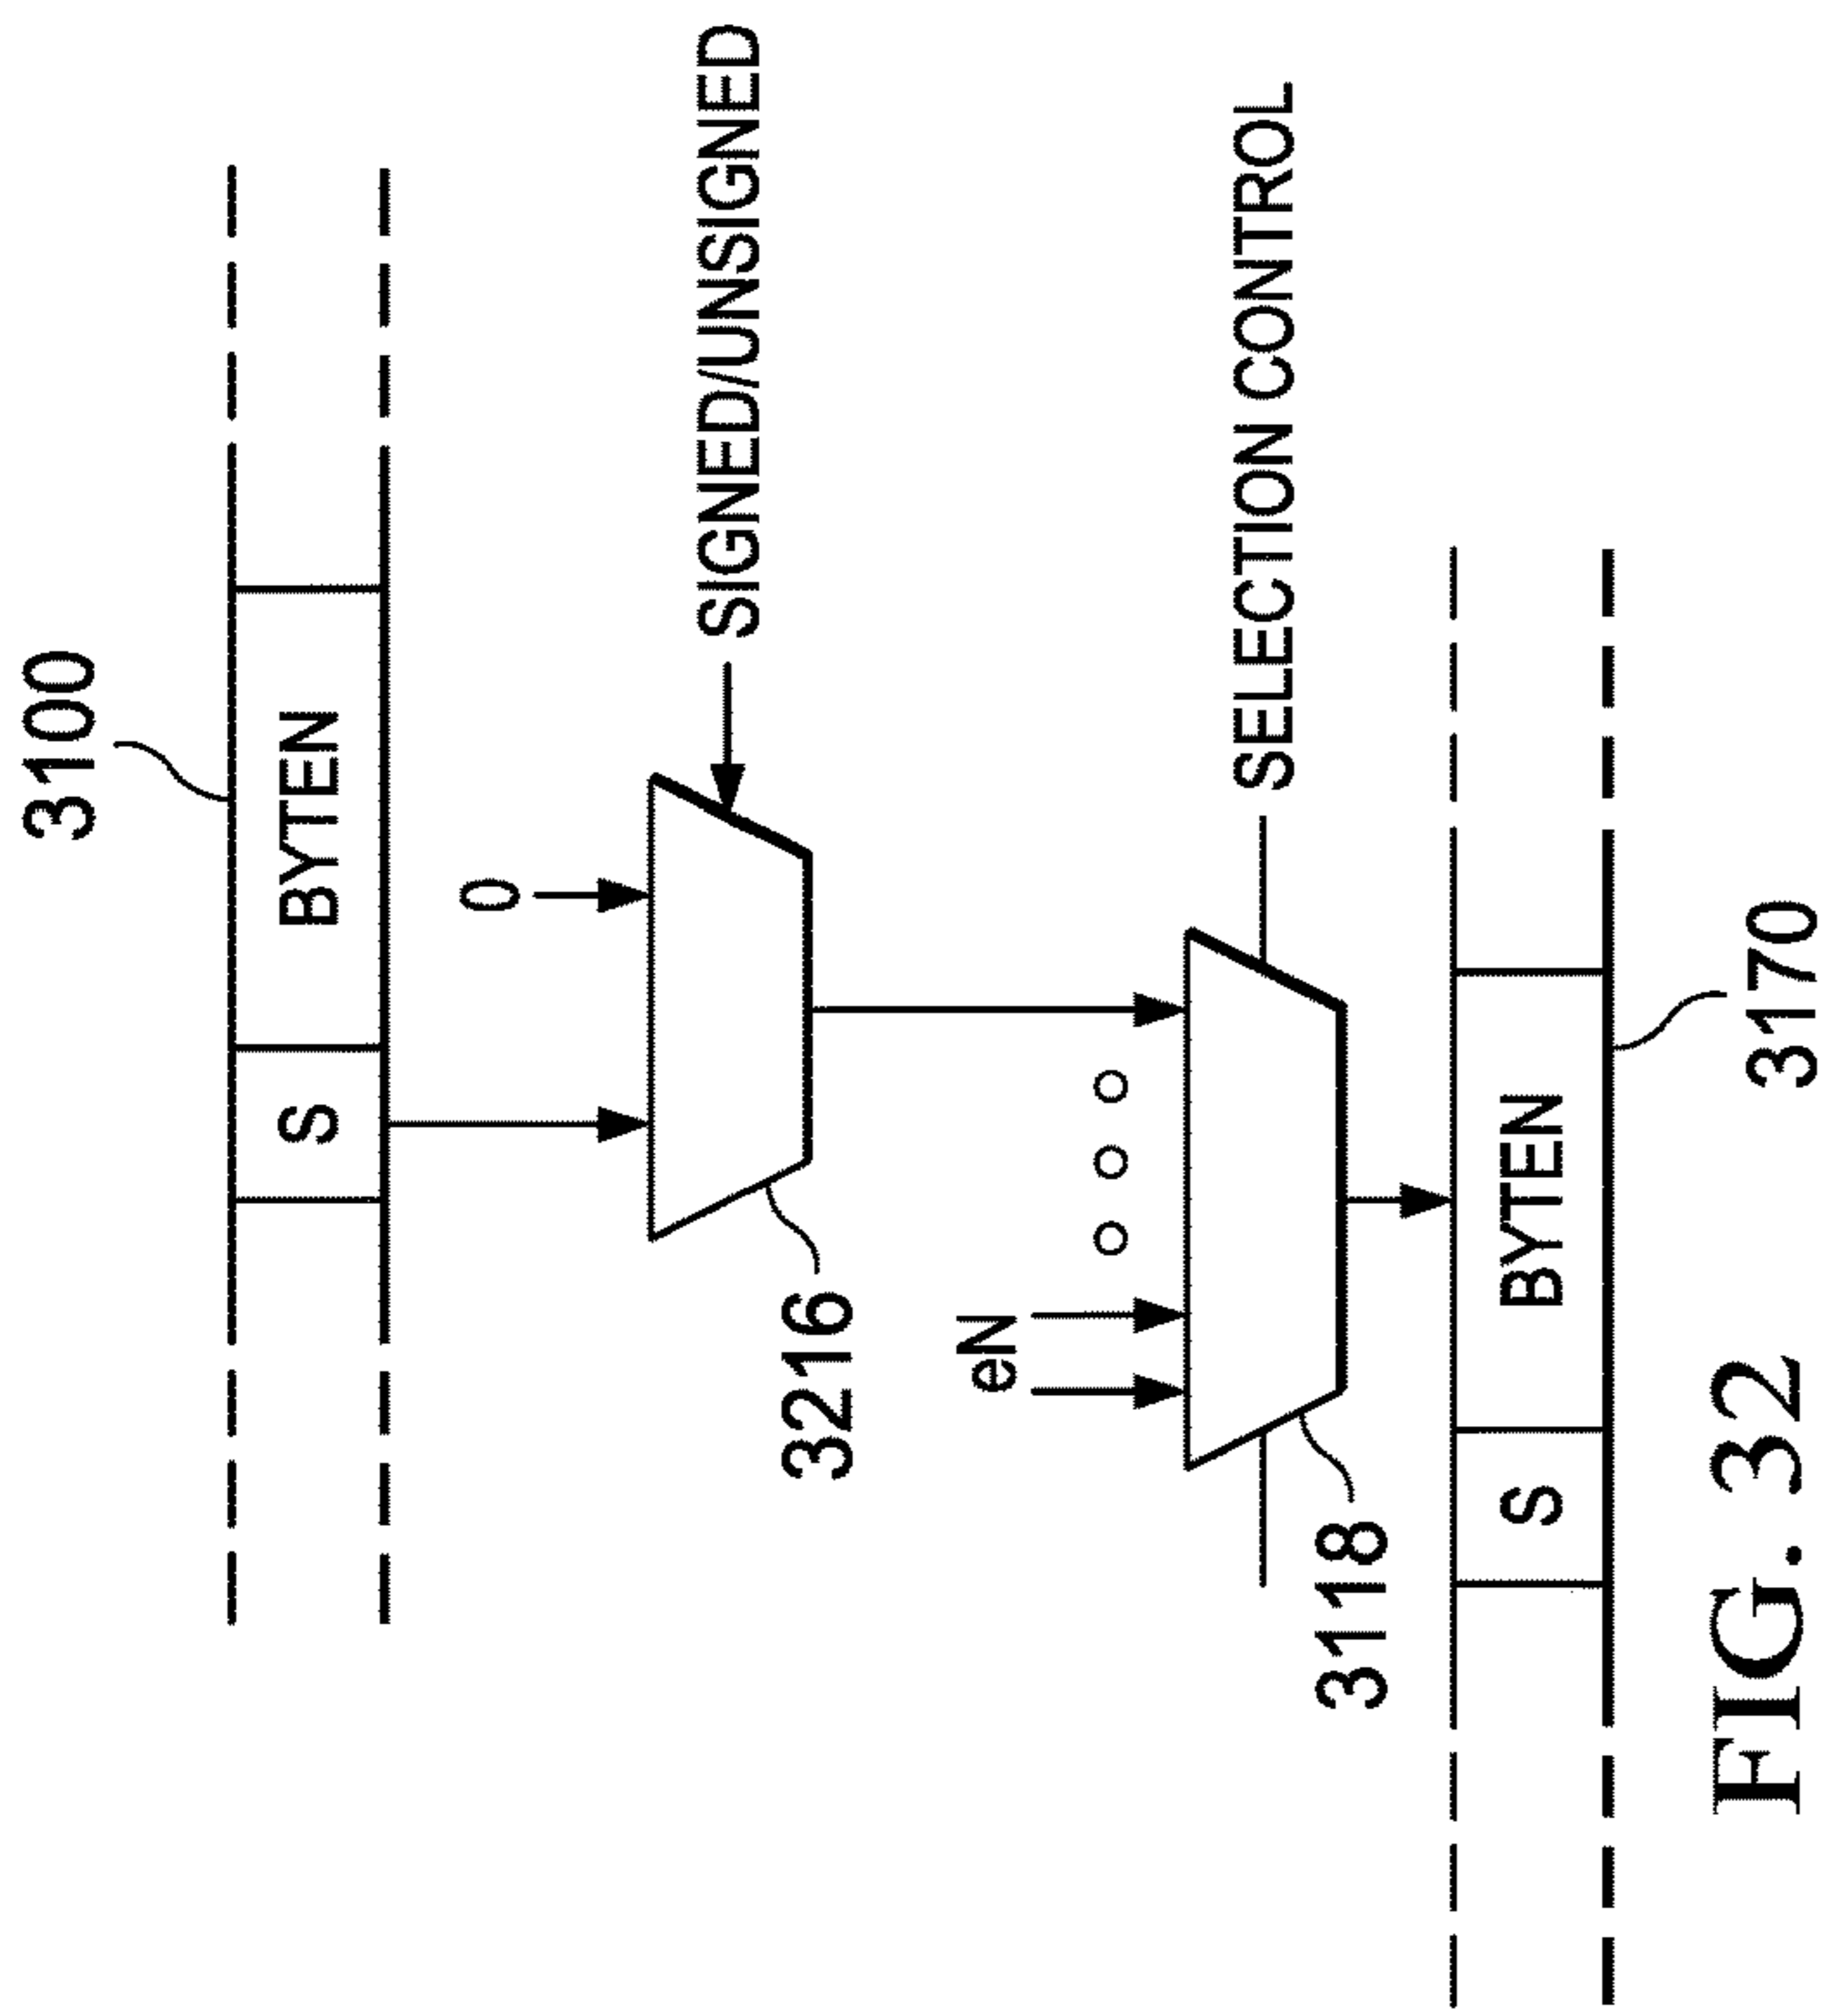 3100
S BYTEN
0
SIGNED/UNSIGNED
3216
eN
SELECTION CONTROL
3118
S BYTEN
3170
FIG. 32